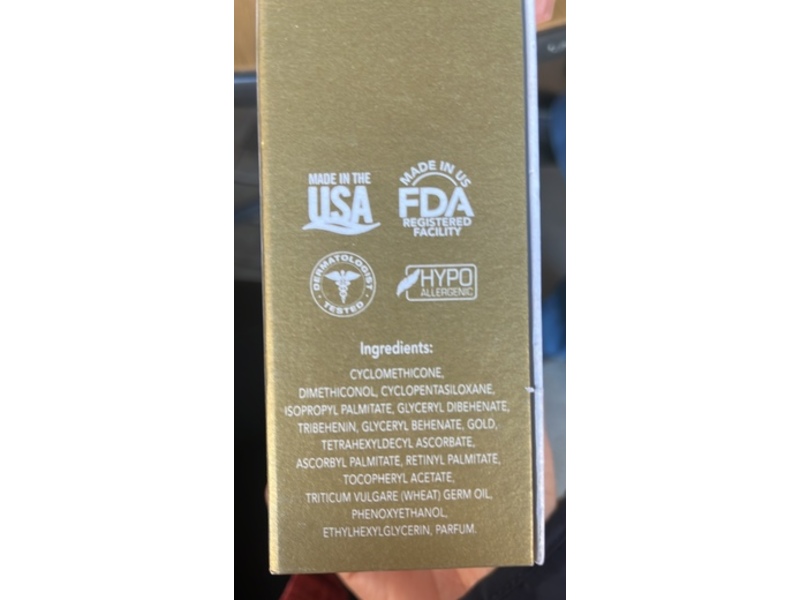 MADE IN THE
USA
MADE IN US
FDA
REGISTERED
FACILITY
DERMATOLOGIST
TESTED
HYPO
ALLERGENIC
Ingredients:
CYCLOMETHICONE,
DIMETHICONOL, CYCLOPENTASILOXANE,
ISOPROPYL PALMITATE, GLYCERYL DIBEHENATE,
TRIBEHENIN, GLYCERYL BEHENATE, GOLD,
TETRAHEXYLDECYL ASCORBATE,
ASCORBYL PALMITATE, RETINYL PALMITATE,
TOCOPHERYL ACETATE,
TRITICUM VULGARE (WHEAT) GERM OIL,
PHENOXYETHANOL,
ETHYLHEXYLGLYCERIN, PARFUM.